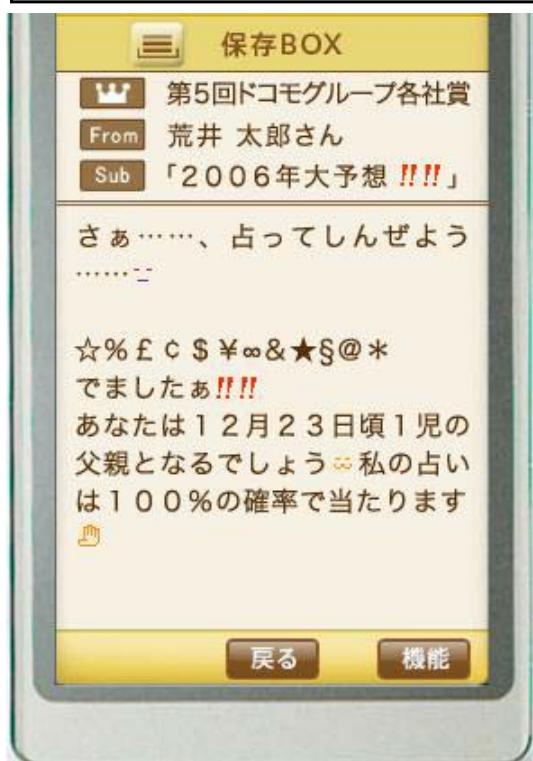 保存BOX
第5回ドコモグループ各社賞
From 荒井 太郎さん
Sub 「2006年大予想!!!!」
さぁ……、占ってしんぜよう
……
☆%£¢$¥∞&★§@*
でましたぁ!!!!
あなたは12月23日頃1児の
父親となるでしょう 私の占い
は100%の確率で当たります
戻る 機能